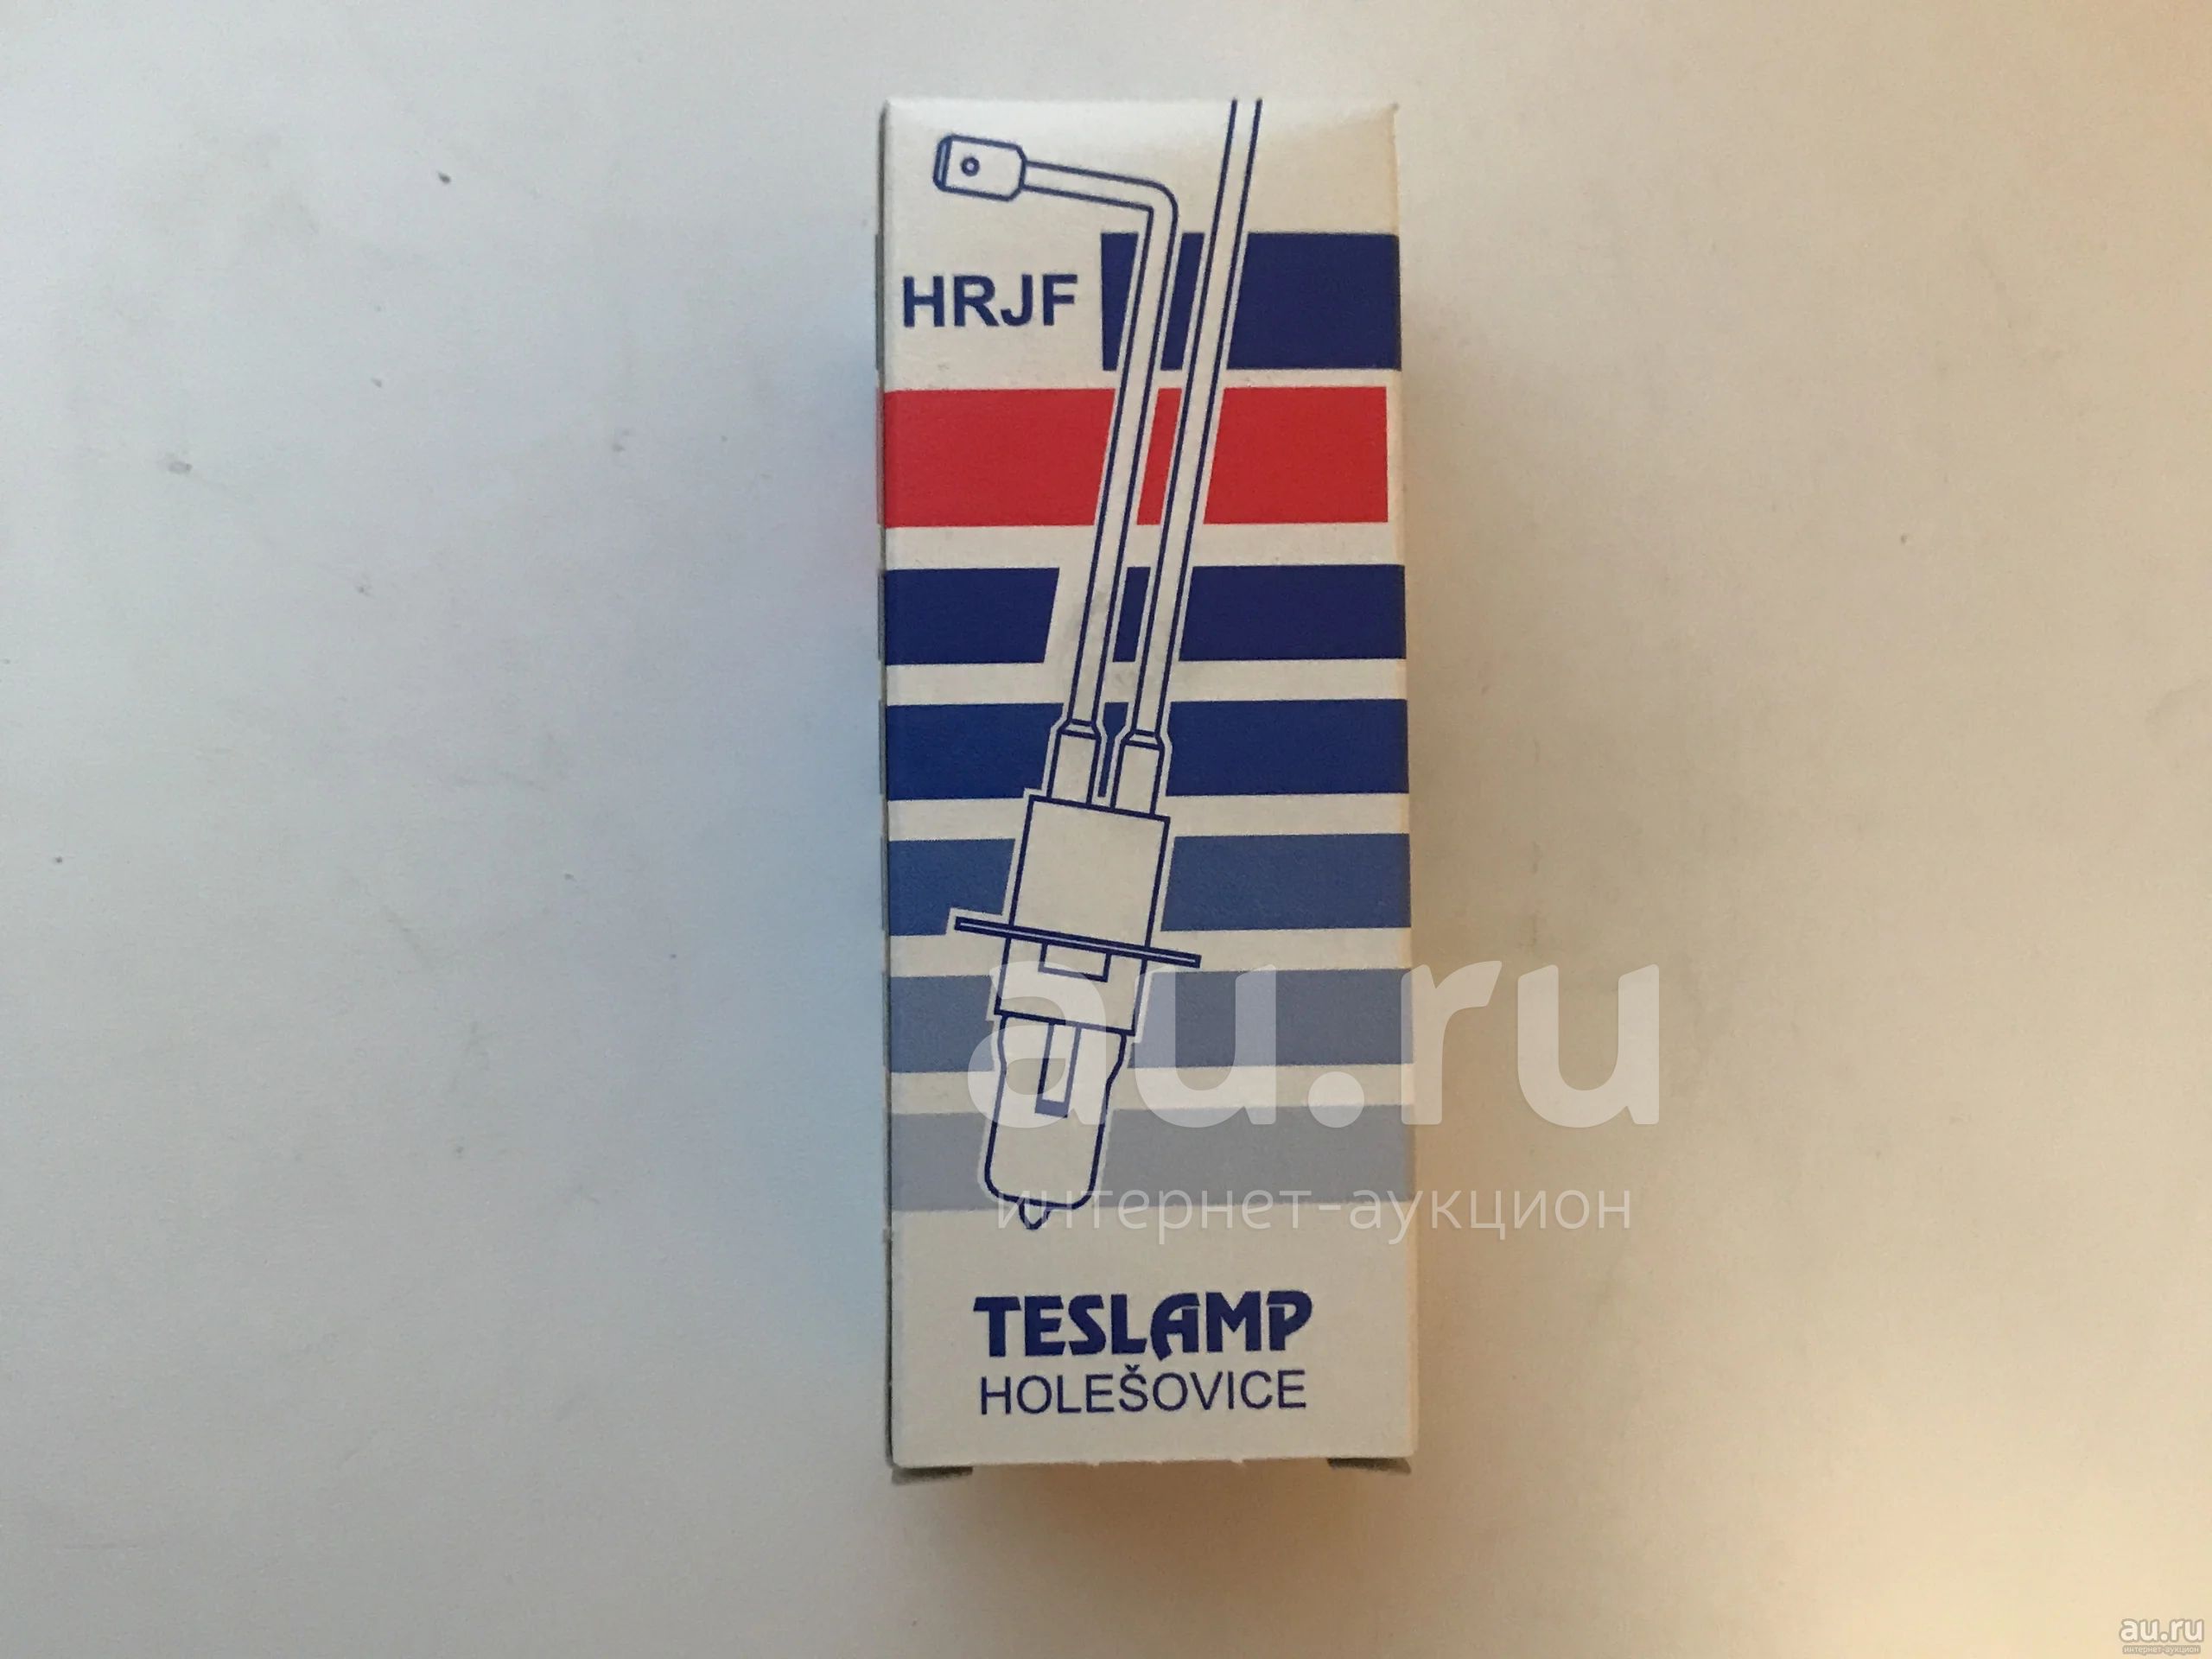 HRJF
au.ru
интернет-аукцион
TESLAMP
HOLEŠOVICE
au.ru
интернет-аукцион